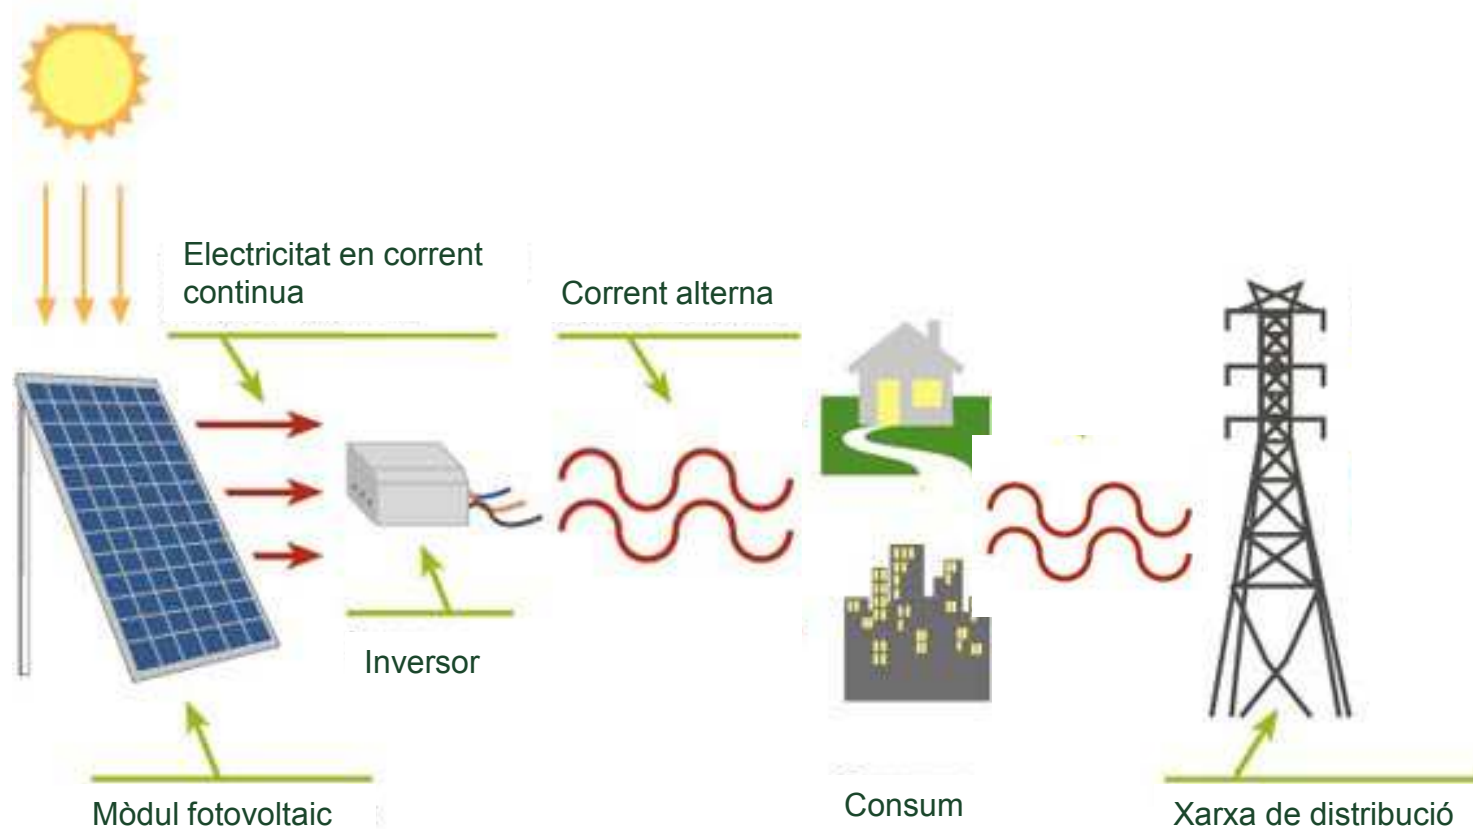 Electricitat en corrent
continua
Corrent alterna
Inversor
Mòdul fotovoltaic
Consum
Xarxa de distribució